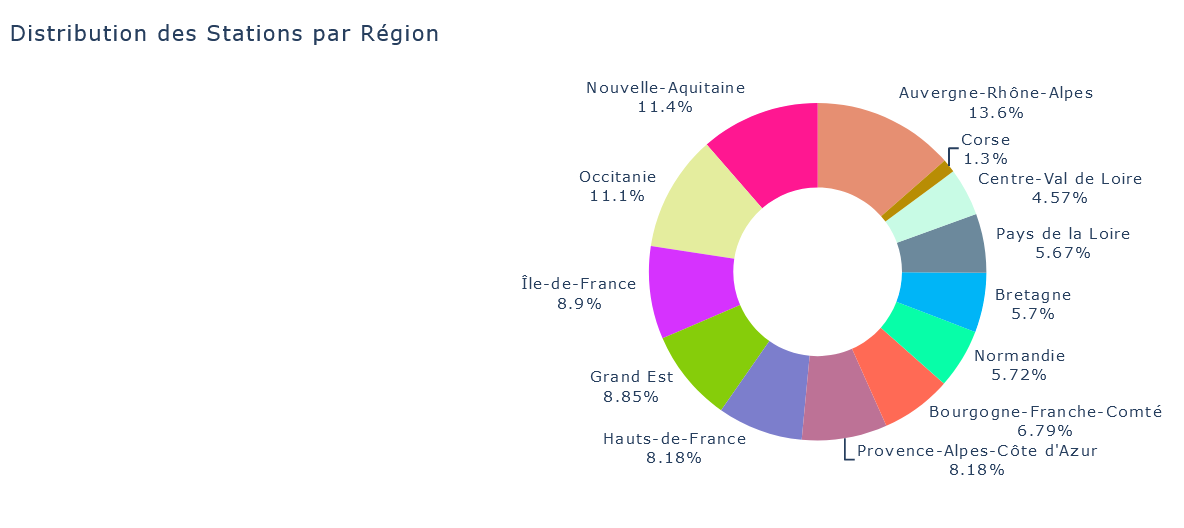 Distribution des Stations par Région
Nouvelle-Aquitaine
11.4%
Auvergne-Rhône-Alpes
13.6%
Corse
1.3%
Centre-Val de Loire
4.57%
Occitanie
11.1%
Pays de la Loire
5.67%
Île-de-France
8.9%
Bretagne
5.7%
Normandie
5.72%
Grand Est
8.85%
Bourgogne-Franche-Comté
6.79%
Hauts-de-France
8.18%
Provence-Alpes-Côte d'Azur
8.18%